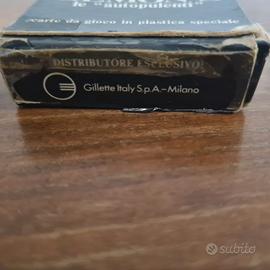 le "autopulenti"
carte da gioco in plastica speciale
DISTRIBUTORE ESCLUSIVO:
Gillette Italy S.p.A.-Milano
subito